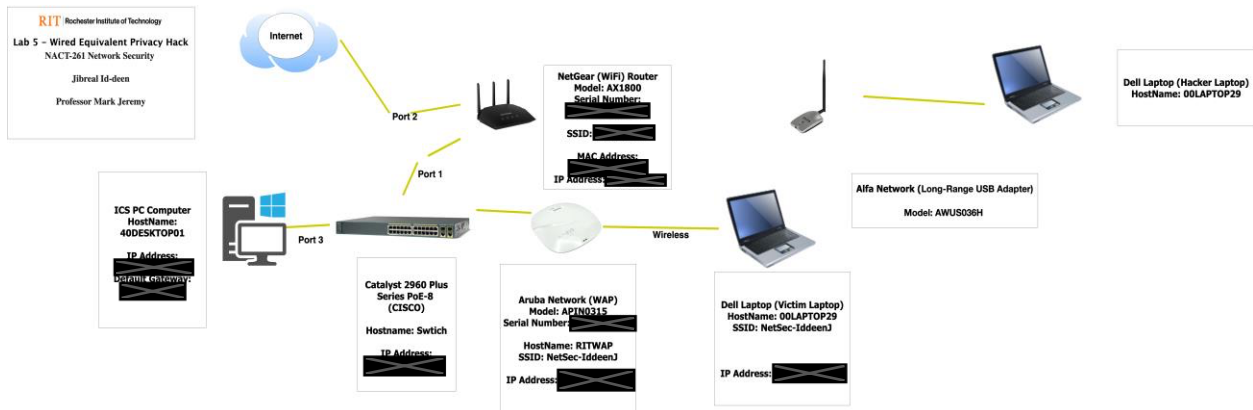 RIT | Rochester Institute of Technology
Lab 5 – Wired Equivalent Privacy Hack
NACT-261 Network Security
Jibreal Id-deen
Professor Mark Jeremy
Internet
Port 2
Port 1
NetGear (WiFi) Router
Model: AX1800
Serial Number:
SSID:
MAC Address:
IP Address:
Dell Laptop (Hacker Laptop)
HostName: 00LAPTOP29
Alfa Network (Long-Range USB Adapter)
Model: AWUS036H
ICS PC Computer
HostName:
40DESKTOP01
IP Address:
Default Gateway:
Port 3
Wireless
Catalyst 2960 Plus
Series PoE-8
(CISCO)
Hostname: Swtich
IP Address:
Aruba Network (WAP)
Model: APIN0315
Serial Number:
HostName: RITWAP
SSID: NetSec-IddeenJ
IP Address:
Dell Laptop (Victim Laptop)
HostName: 00LAPTOP29
SSID: NetSec-IddeenJ
IP Address: